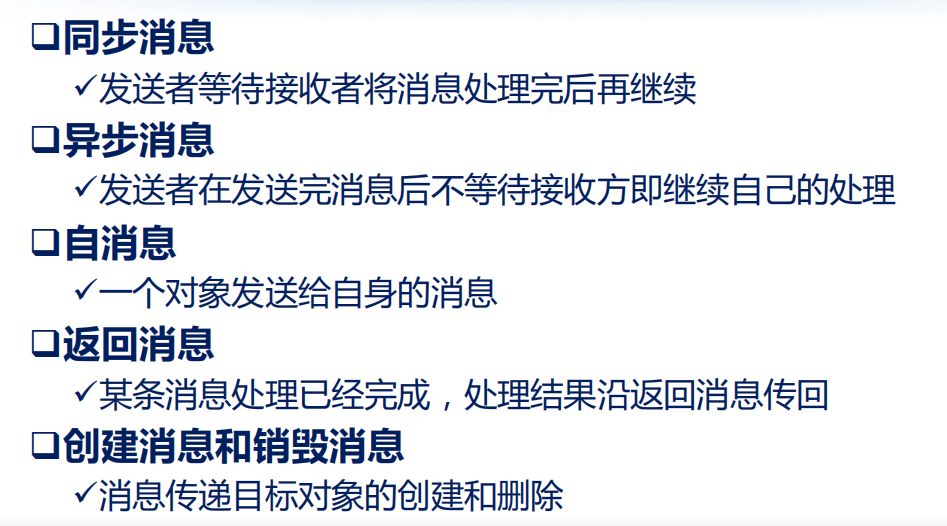 ❑同步消息
✓发送者等待接收者将消息处理完后再继续
❑异步消息
✓发送者在发送完消息后不等待接收方即继续自己的处理
❑自消息
✓一个对象发送给自身的消息
❑返回消息
✓某条消息处理已经完成，处理结果沿返回消息传回
❑创建消息和销毁消息
✓消息传递目标对象的创建和删除